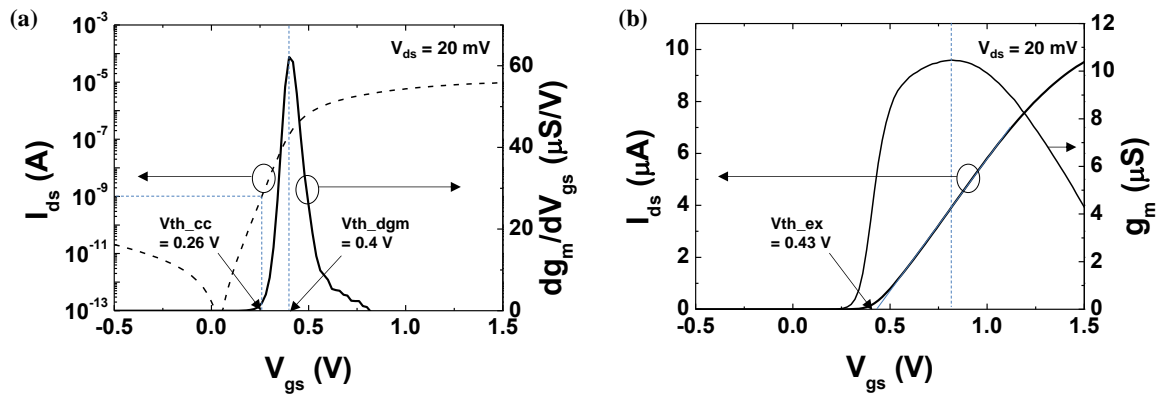 (a)
10^-3
10^-5
10^-7
10^-9
10^-11
10^-13
I_ds (A)
V_ds = 20 mV
Vth_cc
= 0.26 V
Vth_dgm
= 0.4 V
60
40
20
0
dg_m/dV_gs (μS/V)
-0.5
0.0
0.5
1.0
1.5
V_gs (V)
(b)
10
8
6
4
2
0
I_ds (μA)
V_ds = 20 mV
Vth_ex
= 0.43 V
12
10
8
6
4
2
0
g_m (μS)
-0.5
0.0
0.5
1.0
1.5
V_gs (V)